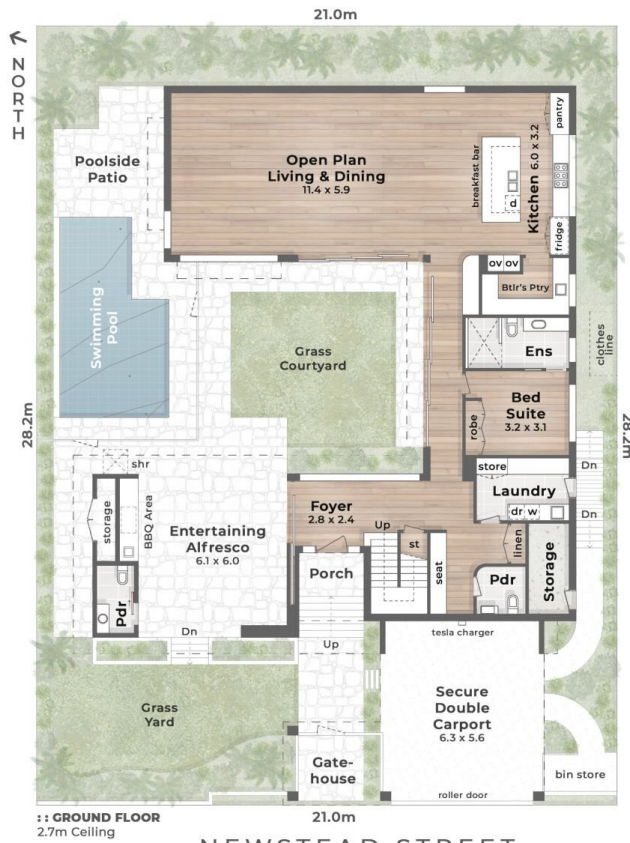 21.0m
NORTH
pantry
Poolside
Patio
Open Plan
Living & Dining
11.4 x 5.9
breakfast bar
d
Kitchen 6.0 x 3.2
fridge
ov ov
Btlr's Ptry
Swimming
Pool
Grass
Courtyard
Ens
clothes
line
28.2m
28.2m
Bed
Suite
3.2 x 3.1
robe
shr
store
Dn
Laundry
dr w
Dn
storage
BBQ Area
Entertaining
Alfresco
6.1 x 6.0
Foyer
2.8 x 2.4
Up
st
linen
Porch
seat
Pdr
Storage
Pdr
Dn
Up
tesla charger
Grass
Yard
Secure
Double
Carport
6.3 x 5.6
Gate-
house
bin store
roller door
:: GROUND FLOOR
2.7m Ceiling
21.0m
NEWSTEAD STREET